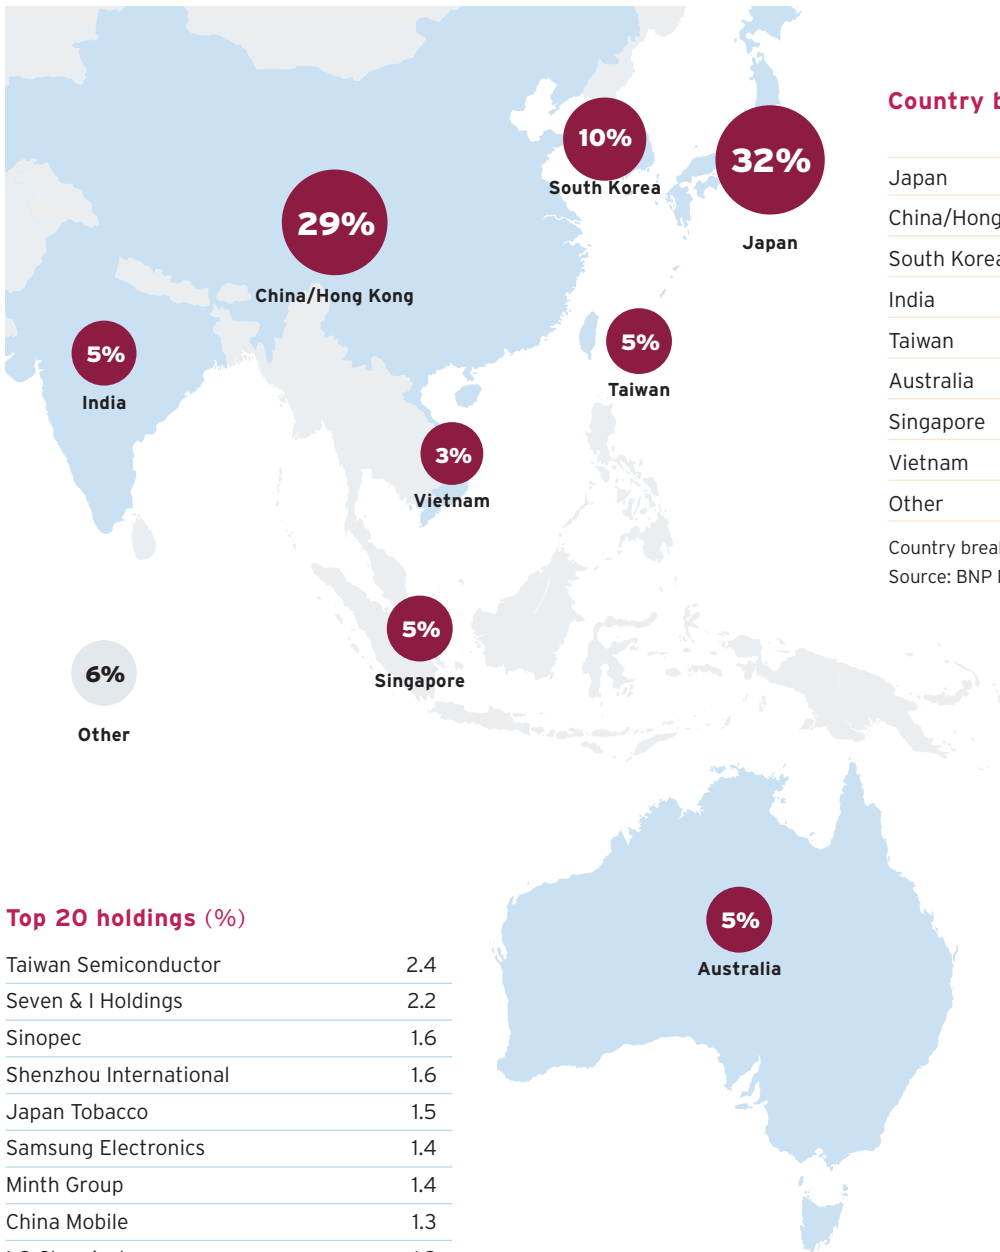 10%
South Korea
32%
Japan
29%
China/Hong Kong
5%
India
5%
Taiwan
3%
Vietnam
5%
Singapore
6%
Other
5%
Australia
Country
Japan
China/Hong
South Korea
India
Taiwan
Australia
Singapore
Vietnam
Other
Country
Source: BNP
Top 20 holdings (%)
Taiwan Semiconductor 2.4
Seven & I Holdings 2.2
Sinopec 1.6
Shenzhou International 1.6
Japan Tobacco 1.5
Samsung Electronics 1.4
Minth Group 1.4
China Mobile 1.3